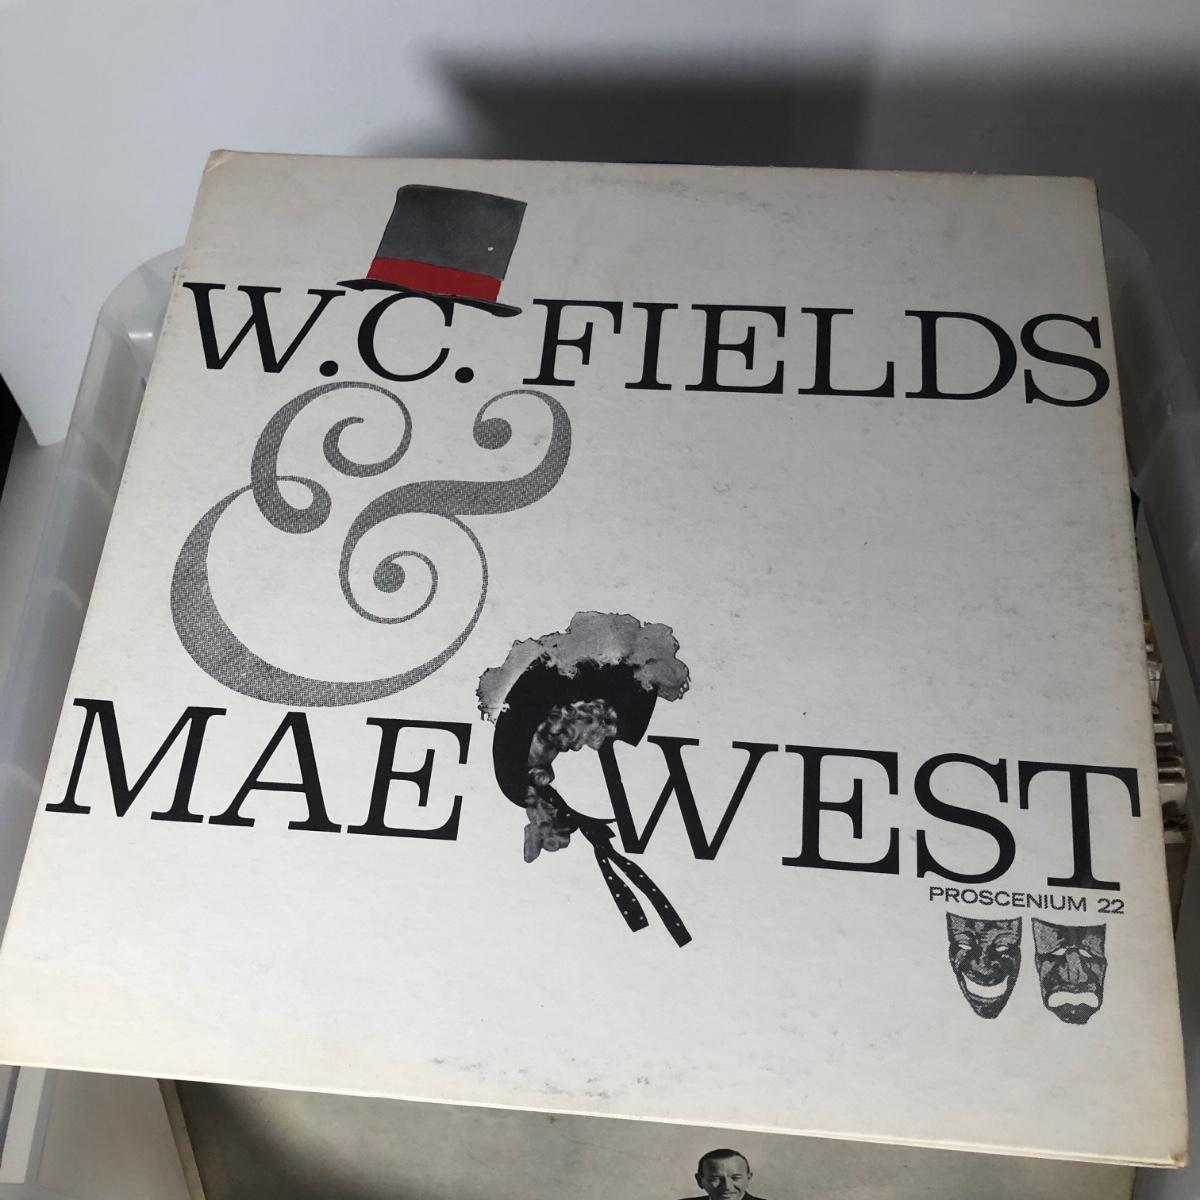 W.C. FIELDS
&
MAE WEST
PROSCENIUM 22